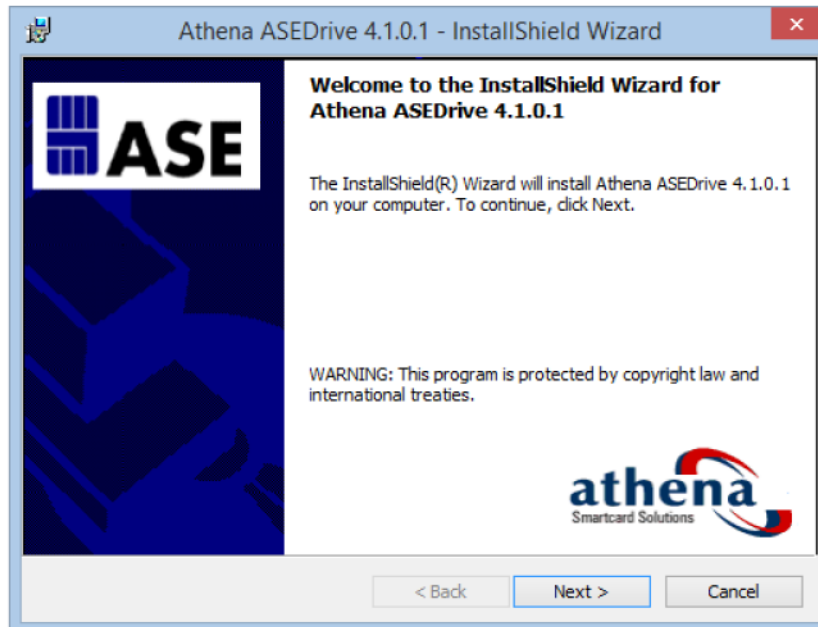 Athena ASEDrive 4.1.0.1 - InstallShield Wizard
ASE
Welcome to the InstallShield Wizard for
Athena ASEDrive 4.1.0.1
The InstallShield(R) Wizard will install Athena ASEDrive 4.1.0.1
on your computer. To continue, click Next.
WARNING: This program is protected by copyright law and
international treaties.
athena
Smartcard Solutions
< Back
Next >
Cancel